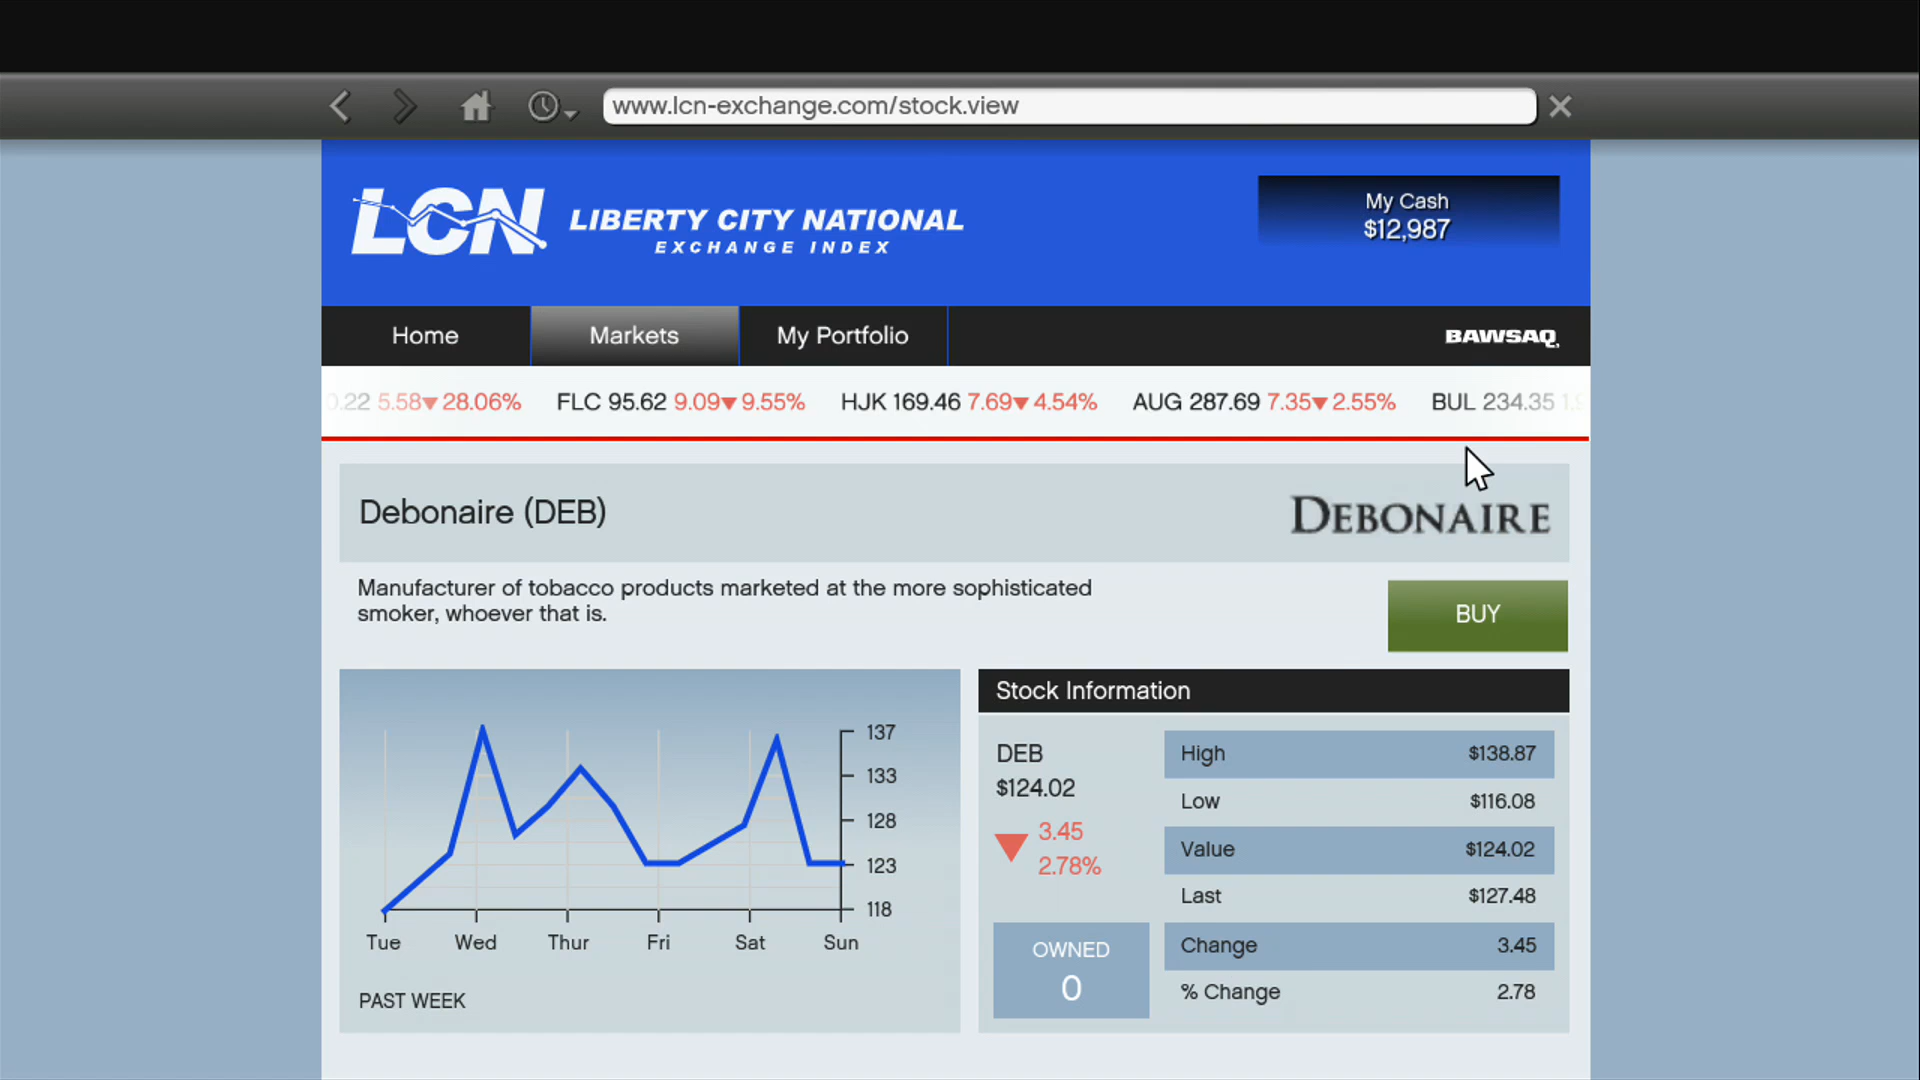 www.lcn-exchange.com/stock.view
LCN LIBERTY CITY NATIONAL
EXCHANGE INDEX
My Cash
$12,987
Home Markets My Portfolio BAWSAQ
0.22 5.58▼28.06% FLC 95.62 9.09▼9.55% HJK 169.46 7.69▼4.54% AUG 287.69 7.35▼2.55% BUL 234.35
Debonaire (DEB) DEBONAIRE
Manufacturer of tobacco products marketed at the more sophisticated
smoker, whoever that is.
BUY
137
133
128
123
118
Tue Wed Thur Fri Sat Sun
PAST WEEK
Stock Information
DEB
$124.02
3.45
2.78%
OWNED
0
High $138.87
Low $116.08
Value $124.02
Last $127.48
Change 3.45
% Change 2.78